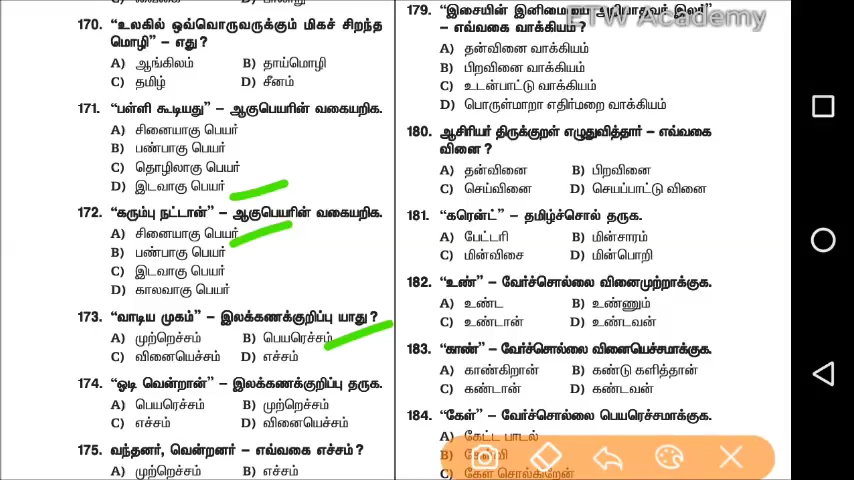 170. “உலகில் ஒவ்வொருவருக்கும் மிகச் சிறந்த
மொழி” – எது ?
A) ஆங்கிலம் B) தாய்மொழி
C) தமிழ் D) சீனம்
171. “பள்ளி கூடியது” – ஆகுபெயரின் வகையறிக.
A) சினையாகு பெயர்
B) பண்பாகு பெயர்
C) தொழிலாகு பெயர்
D) இடவாகு பெயர்
172. “கரும்பு நட்டான்” – ஆகுபெயரின் வகையறிக.
A) சினையாகு பெயர்
B) பண்பாகு பெயர்
C) இடவாகு பெயர்
D) காலவாகு பெயர்
173. “வாடிய முகம்” – இலக்கணக்குறிப்பு யாது ?
A) முற்றெச்சம் B) பெயரெச்சம்
C) வினையெச்சம் D) எச்சம்
174. “ஓடி வென்றான்” – இலக்கணக்குறிப்பு தருக.
A) பெயரெச்சம் B) முற்றெச்சம்
C) எச்சம் D) வினையெச்சம்
175. வந்தனர், வென்றனர் – எவ்வகை எச்சம் ?
A) முற்றெச்சம் B) எச்சம்
ETW Academy
179. “இசையின் இனிமையை அறியாதவர் இலர்”
– எவ்வகை வாக்கியம் ?
A) தன்வினை வாக்கியம்
B) பிறவினை வாக்கியம்
C) உடன்பாட்டு வாக்கியம்
D) பொருள்மாறா எதிர்மறை வாக்கியம்
180. ஆசிரியர் திருக்குறள் எழுதுவித்தார் – எவ்வகை
வினை ?
A) தன்வினை B) பிறவினை
C) செய்வினை D) செயப்பாட்டு வினை
181. “கரென்ட்” – தமிழ்ச்சொல் தருக.
A) பேட்டரி B) மின்சாரம்
C) மின்விசை D) மின்பொறி
182. “உண்” – வேர்ச்சொல்லை வினைமுற்றாக்குக.
A) உண்ட B) உண்ணும்
C) உண்டான் D) உண்டவன்
183. “காண்” – வேர்ச்சொல்லை வினையெச்சமாக்குக.
A) காண்கிறான் B) கண்டு களித்தான்
C) கண்டான் D) கண்டவன்
184. “கேள்” – வேர்ச்சொல்லை பெயரெச்சமாக்குக.
A) கேட்ட பாடல்
B) கேள்வி
C) கேள் சொல்கிறேன்